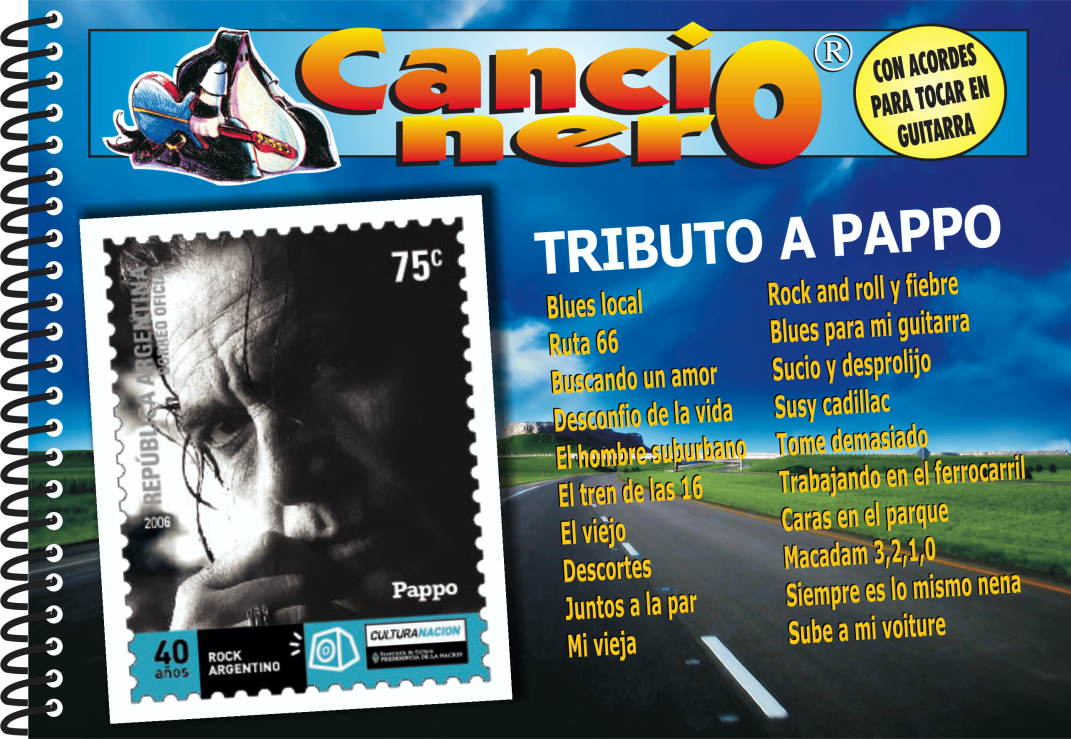 Cancionero ®
CON ACORDES
PARA TOCAR EN
GUITARRA
TRIBUTO A PAPPO
Blues local
Ruta 66
Buscando un amor
Desconfio de la vida
El hombre suburbano
El tren de las 16
El viejo
Descortes
Juntos a la par
Mi vieja
Rock and roll y fiebre
Blues para mi guitarra
Sucio y desprolijo
Susy cadillac
Tome demasiado
Trabajando en el ferrocarril
Caras en el parque
Macadam 3,2,1,0
Siempre es lo mismo nena
Sube a mi voiture
75c
REPÚBLICA ARGENTINA
CORREO OFICIAL
2006
Pappo
40
años
ROCK
ARGENTINO
CULTURANACION
Secretaría de Cultura
PRESIDENCIA DE LA NACION